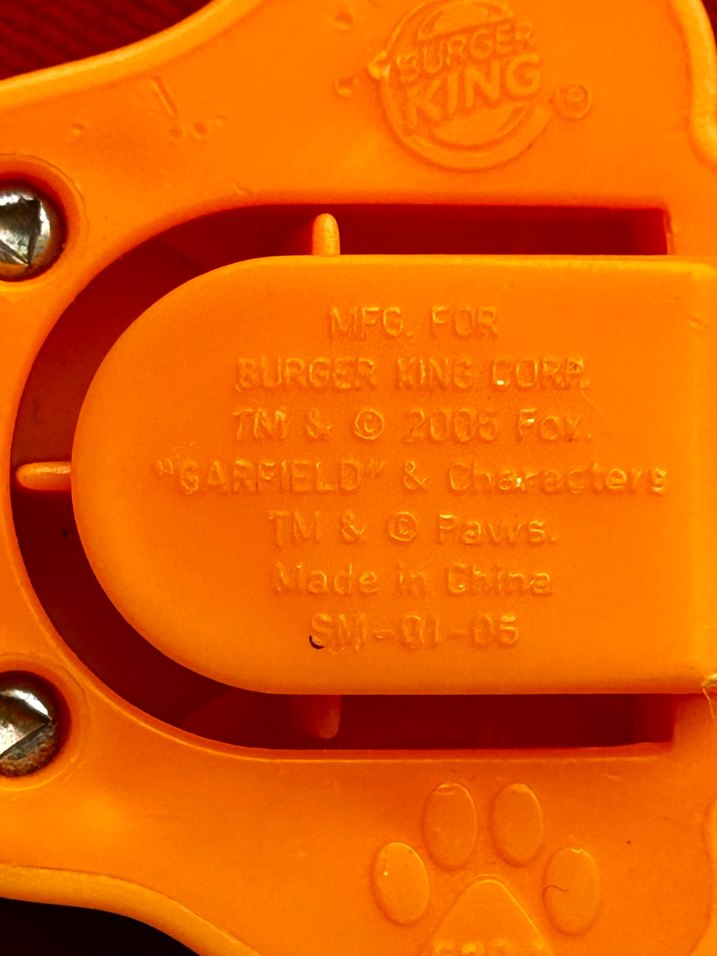 BURGER
KING
®
MFG. FOR
BURGER KING CORP.
TM & © 2005 Fox.
"GARFIELD" & Characters
TM & © Paws.
Made in China
SM-01-05